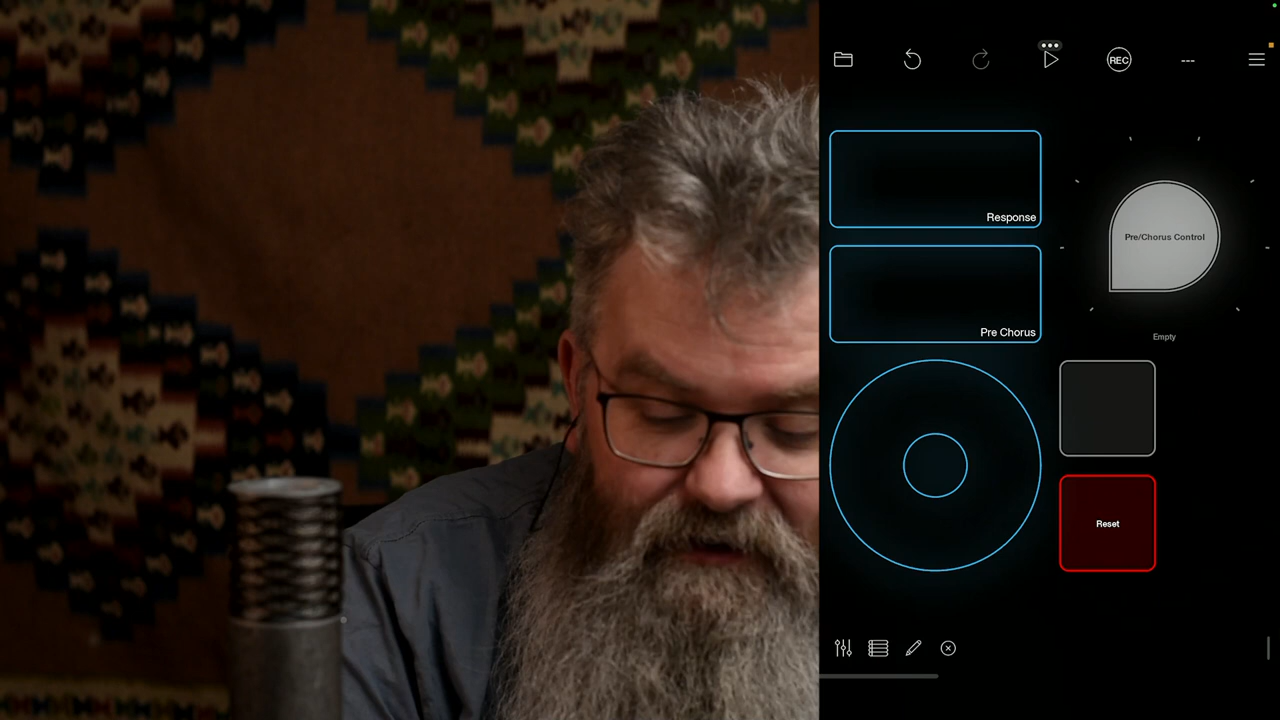 REC
---
Response
Pre/Chorus Control
Pre Chorus
Empty
Reset